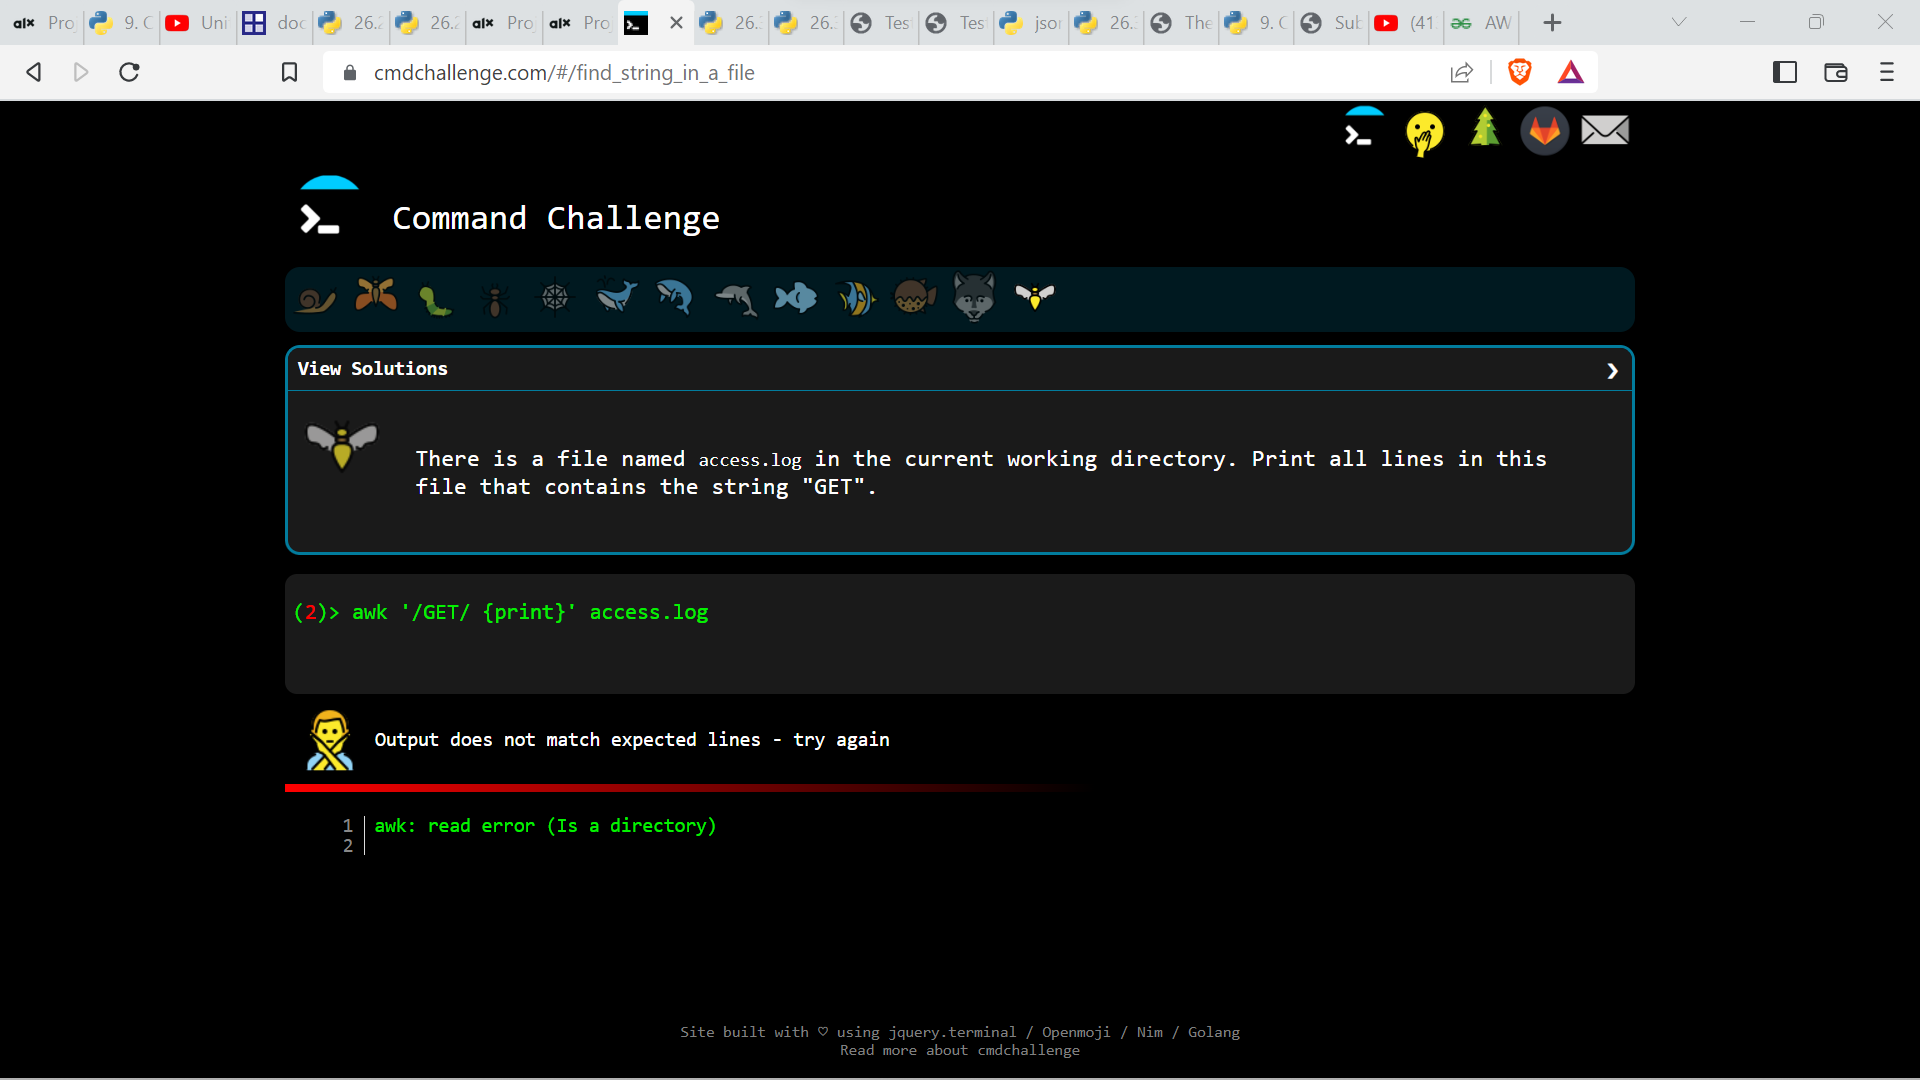 alx Pro 9. C Uni doc 26.2 26.2 alx Pro alx Pro 26. 26. Tes Tes json 26. The 9. C Sub (41 AW
cmdchallenge.com/#/find_string_in_a_file
Command Challenge
View Solutions
There is a file named access.log in the current working directory. Print all lines in this
file that contains the string "GET".
(2)> awk '/GET/ {print}' access.log
Output does not match expected lines - try again
1 awk: read error (Is a directory)
2
Site built with ♡ using jquery.terminal / Openmoji / Nim / Golang
Read more about cmdchallenge